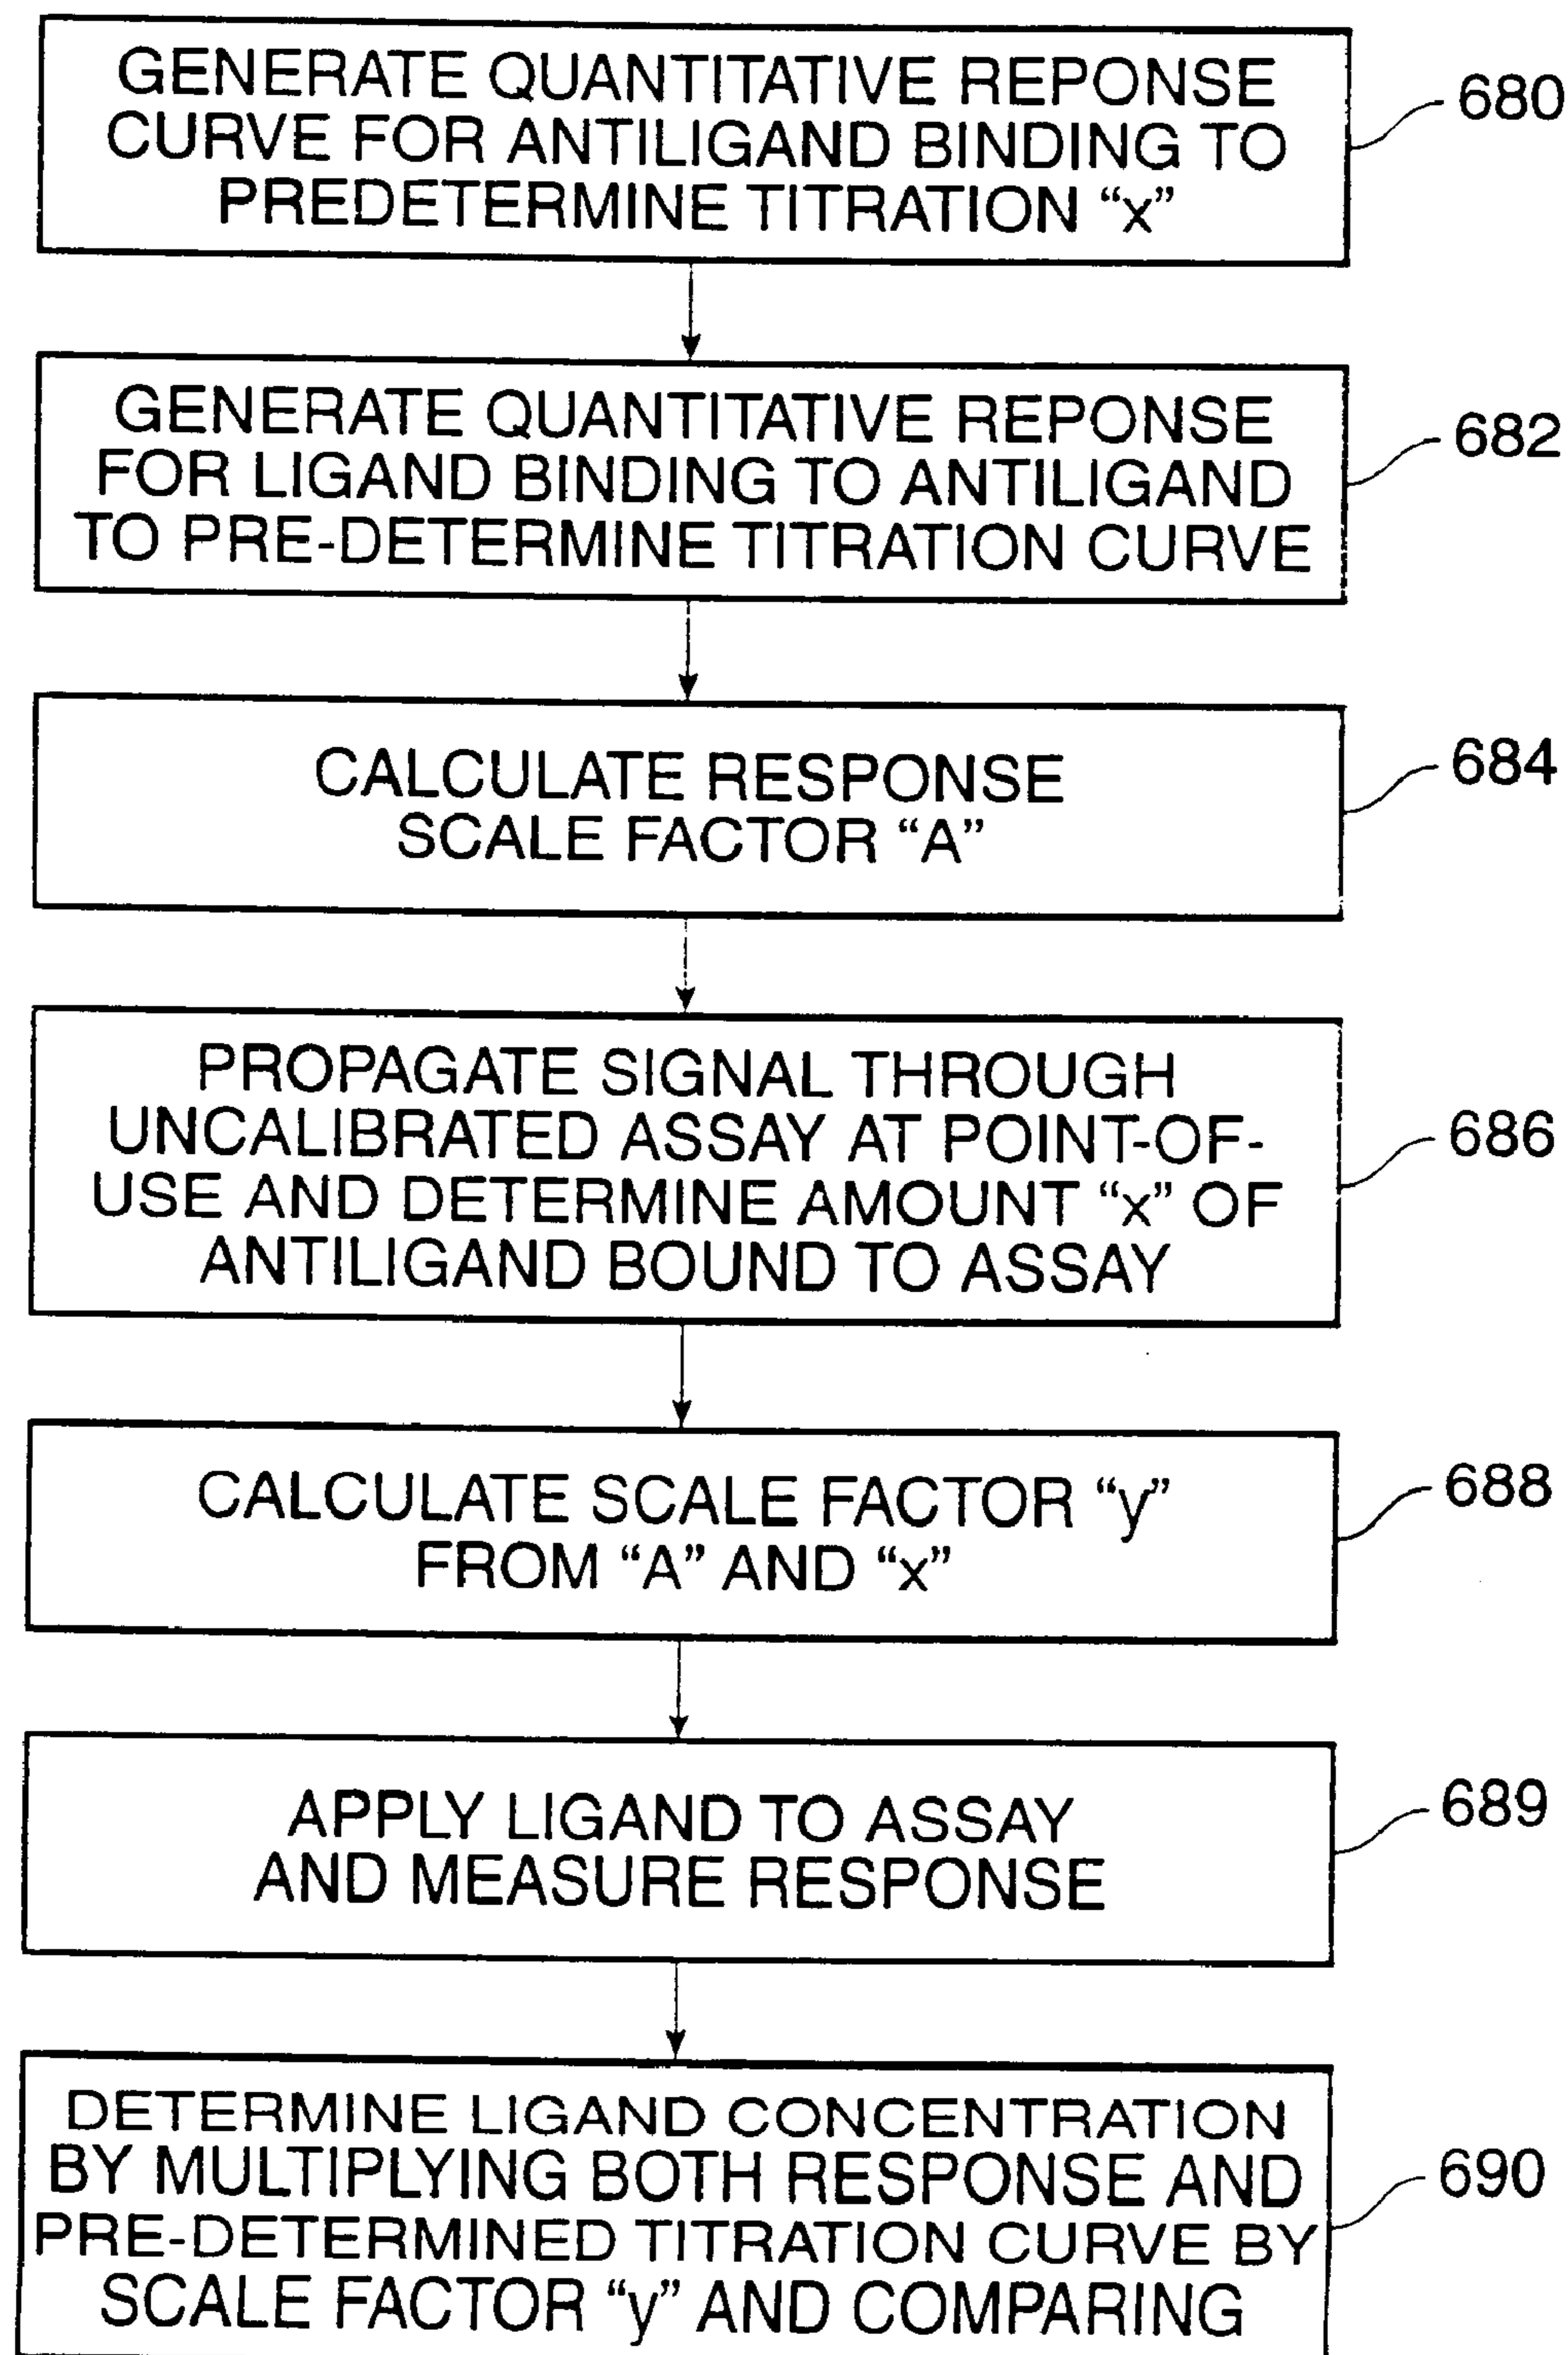 GENERATE QUANTITATIVE REPONSE
CURVE FOR ANTILIGAND BINDING TO
PREDETERMINE TITRATION “x”
680
GENERATE QUANTITATIVE REPONSE
FOR LIGAND BINDING TO ANTILIGAND
TO PRE-DETERMINE TITRATION CURVE
682
CALCULATE RESPONSE
SCALE FACTOR “A”
684
PROPAGATE SIGNAL THROUGH
UNCALIBRATED ASSAY AT POINT-OF-
USE AND DETERMINE AMOUNT “x” OF
ANTILIGAND BOUND TO ASSAY
686
CALCULATE SCALE FACTOR “y”
FROM “A” AND “x”
688
APPLY LIGAND TO ASSAY
AND MEASURE RESPONSE
689
DETERMINE LIGAND CONCENTRATION
BY MULTIPLYING BOTH RESPONSE AND
PRE-DETERMINED TITRATION CURVE BY
SCALE FACTOR “y” AND COMPARING
690